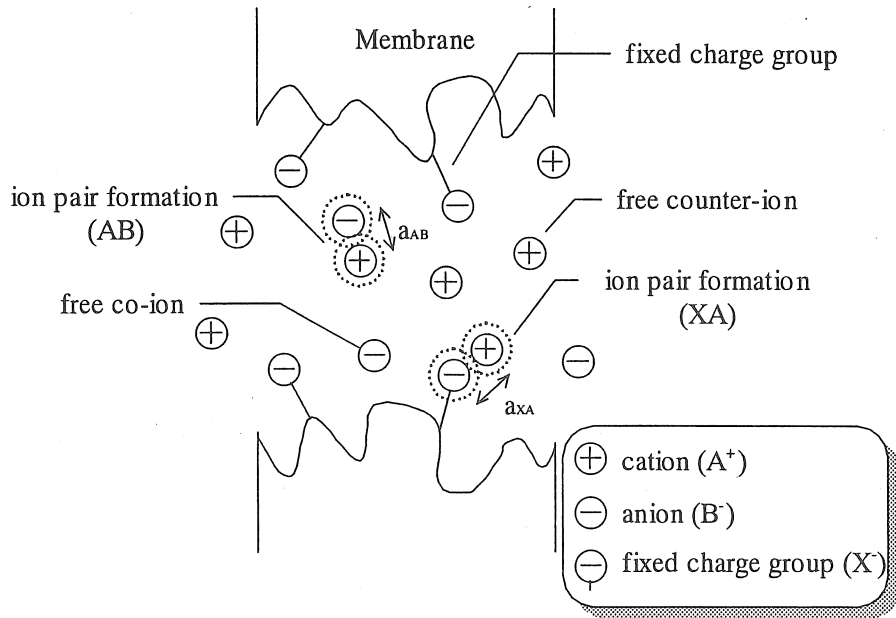 Membrane
fixed charge group
ion pair formation
(AB)
aAB
free counter-ion
ion pair formation
(XA)
free co-ion
aXA
cation (A⁺)
anion (B⁻)
fixed charge group (X⁻)